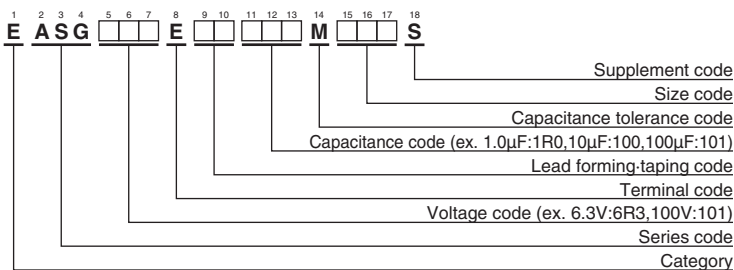 1 2 3 4 5 6 7 8 9 10 11 12 13 14 15 16 17 18
E A S G E M S
Supplement code
Size code
Capacitance tolerance code
Capacitance code (ex. 1.0µF:1R0,10µF:100,100µF:101)
Lead forming·taping code
Terminal code
Voltage code (ex. 6.3V:6R3,100V:101)
Series code
Category